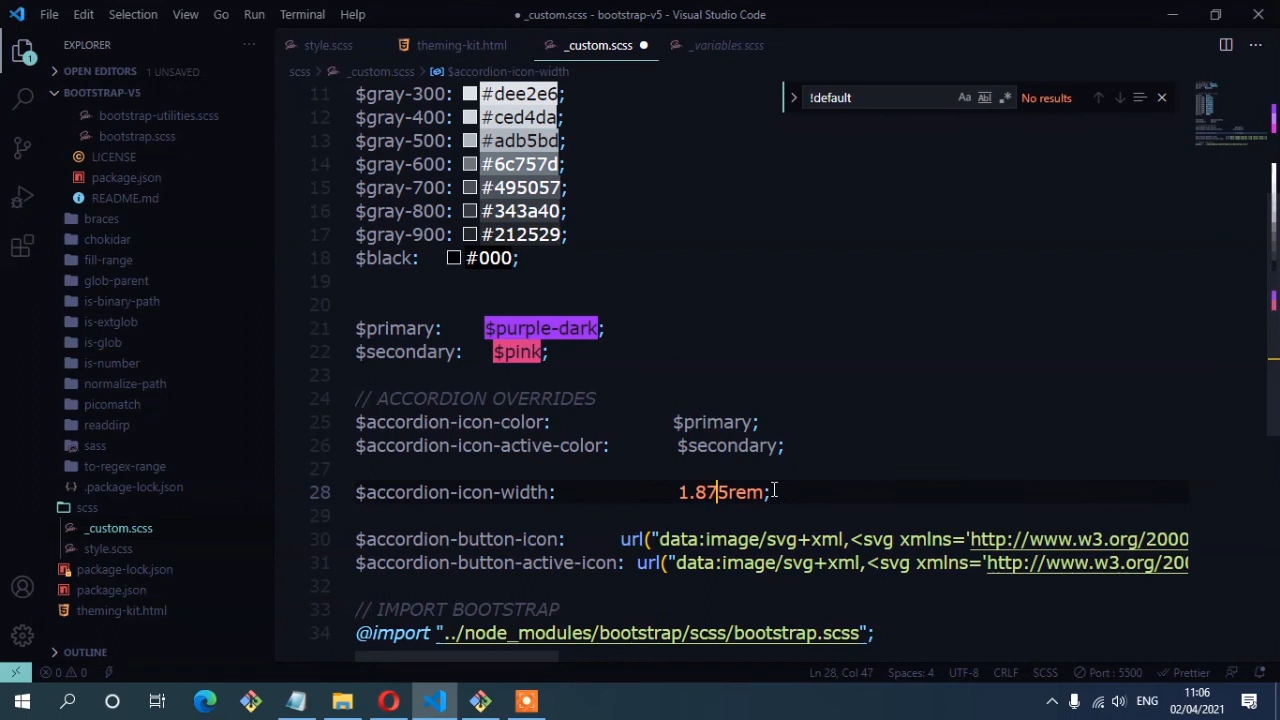 File Edit Selection View Go Run Terminal Help
● _custom.scss - bootstrap-v5 - Visual Studio Code
EXPLORER
style.scss
theming-kit.html
_custom.scss
_variables.scss
OPEN EDITORS 1 UNSAVED
scss > _custom.scss > $accordion-icon-width
BOOTSTRAP-V5
!default
Aa
No results
bootstrap-utilities.scss
bootstrap.scss
LICENSE
package.json
README.md
braces
chokidar
fill-range
glob-parent
is-binary-path
is-extglob
is-glob
is-number
normalize-path
picomatch
readdirp
sass
to-regex-range
.package-lock.json
scss
_custom.scss
style.scss
package-lock.json
package.json
theming-kit.html
OUTLINE
11 $gray-300: #dee2e6;
12 $gray-400: #ced4da;
13 $gray-500: #adb5bd;
14 $gray-600: #6c757d;
15 $gray-700: #495057;
16 $gray-800: #343a40;
17 $gray-900: #212529;
18 $black: #000;
19
20
21 $primary: $purple-dark;
22 $secondary: $pink;
23
24 // ACCORDION OVERRIDES
25 $accordion-icon-color: $primary;
26 $accordion-icon-active-color: $secondary;
27
28 $accordion-icon-width: 1.875rem;
29
30 $accordion-button-icon: url("data:image/svg+xml,<svg xmlns='http://www.w3.org/2000
31 $accordion-button-active-icon: url("data:image/svg+xml,<svg xmlns='http://www.w3.org/200
32
33 // IMPORT BOOTSTRAP
34 @import "../node_modules/bootstrap/scss/bootstrap.scss";
0 0 Ln 28, Col 47 Spaces: 4 UTF-8 CRLF SCSS Port : 5500 Prettier
ENG
11:06
02/04/2021